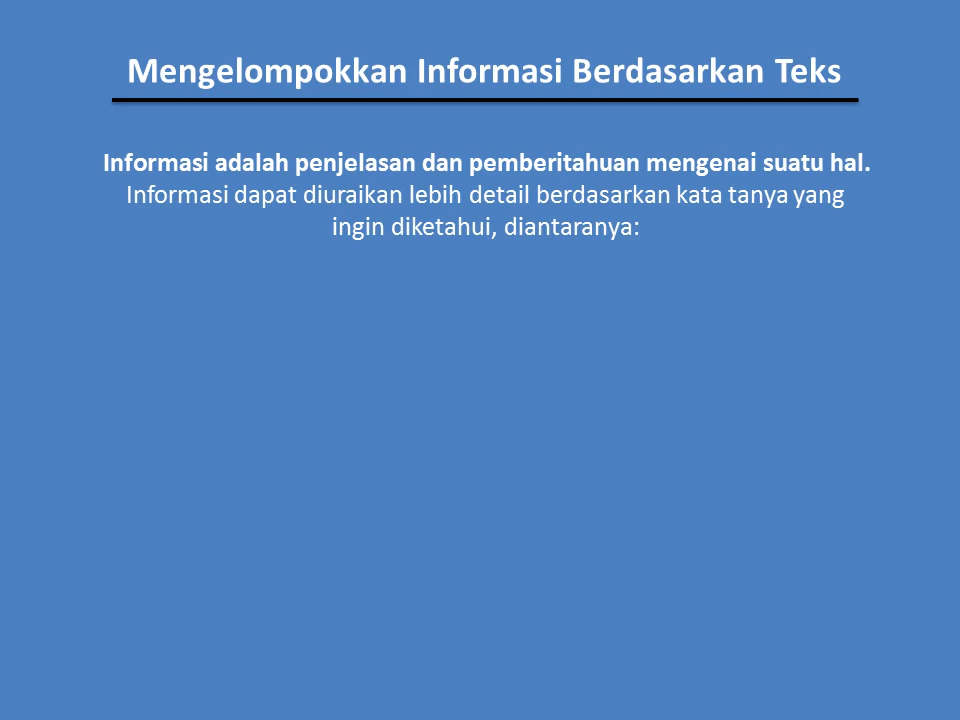 Mengelompokkan Informasi Berdasarkan Teks
Informasi adalah penjelasan dan pemberitahuan mengenai suatu hal.
Informasi dapat diuraikan lebih detail berdasarkan kata tanya yang
ingin diketahui, diantaranya: